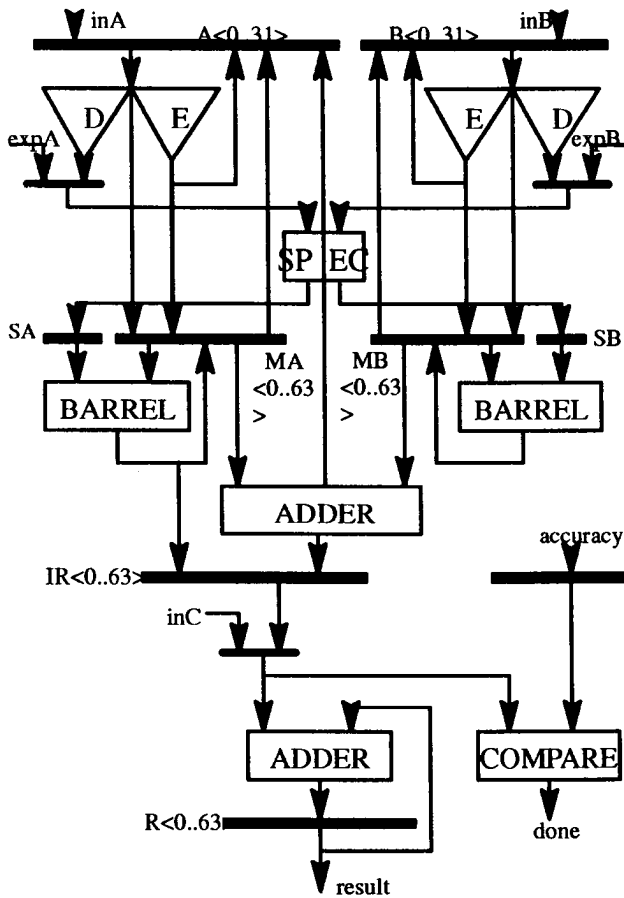 inA
inB
A<0..31>
B<0..31>
D
E
E
D
expA
expB
SP EC
SA
SB
MA
<0..63
>
MB
<0..63
>
BARREL
BARREL
ADDER
accuracy
IR<0..63>
inC
ADDER
COMPARE
R<0..63
done
result